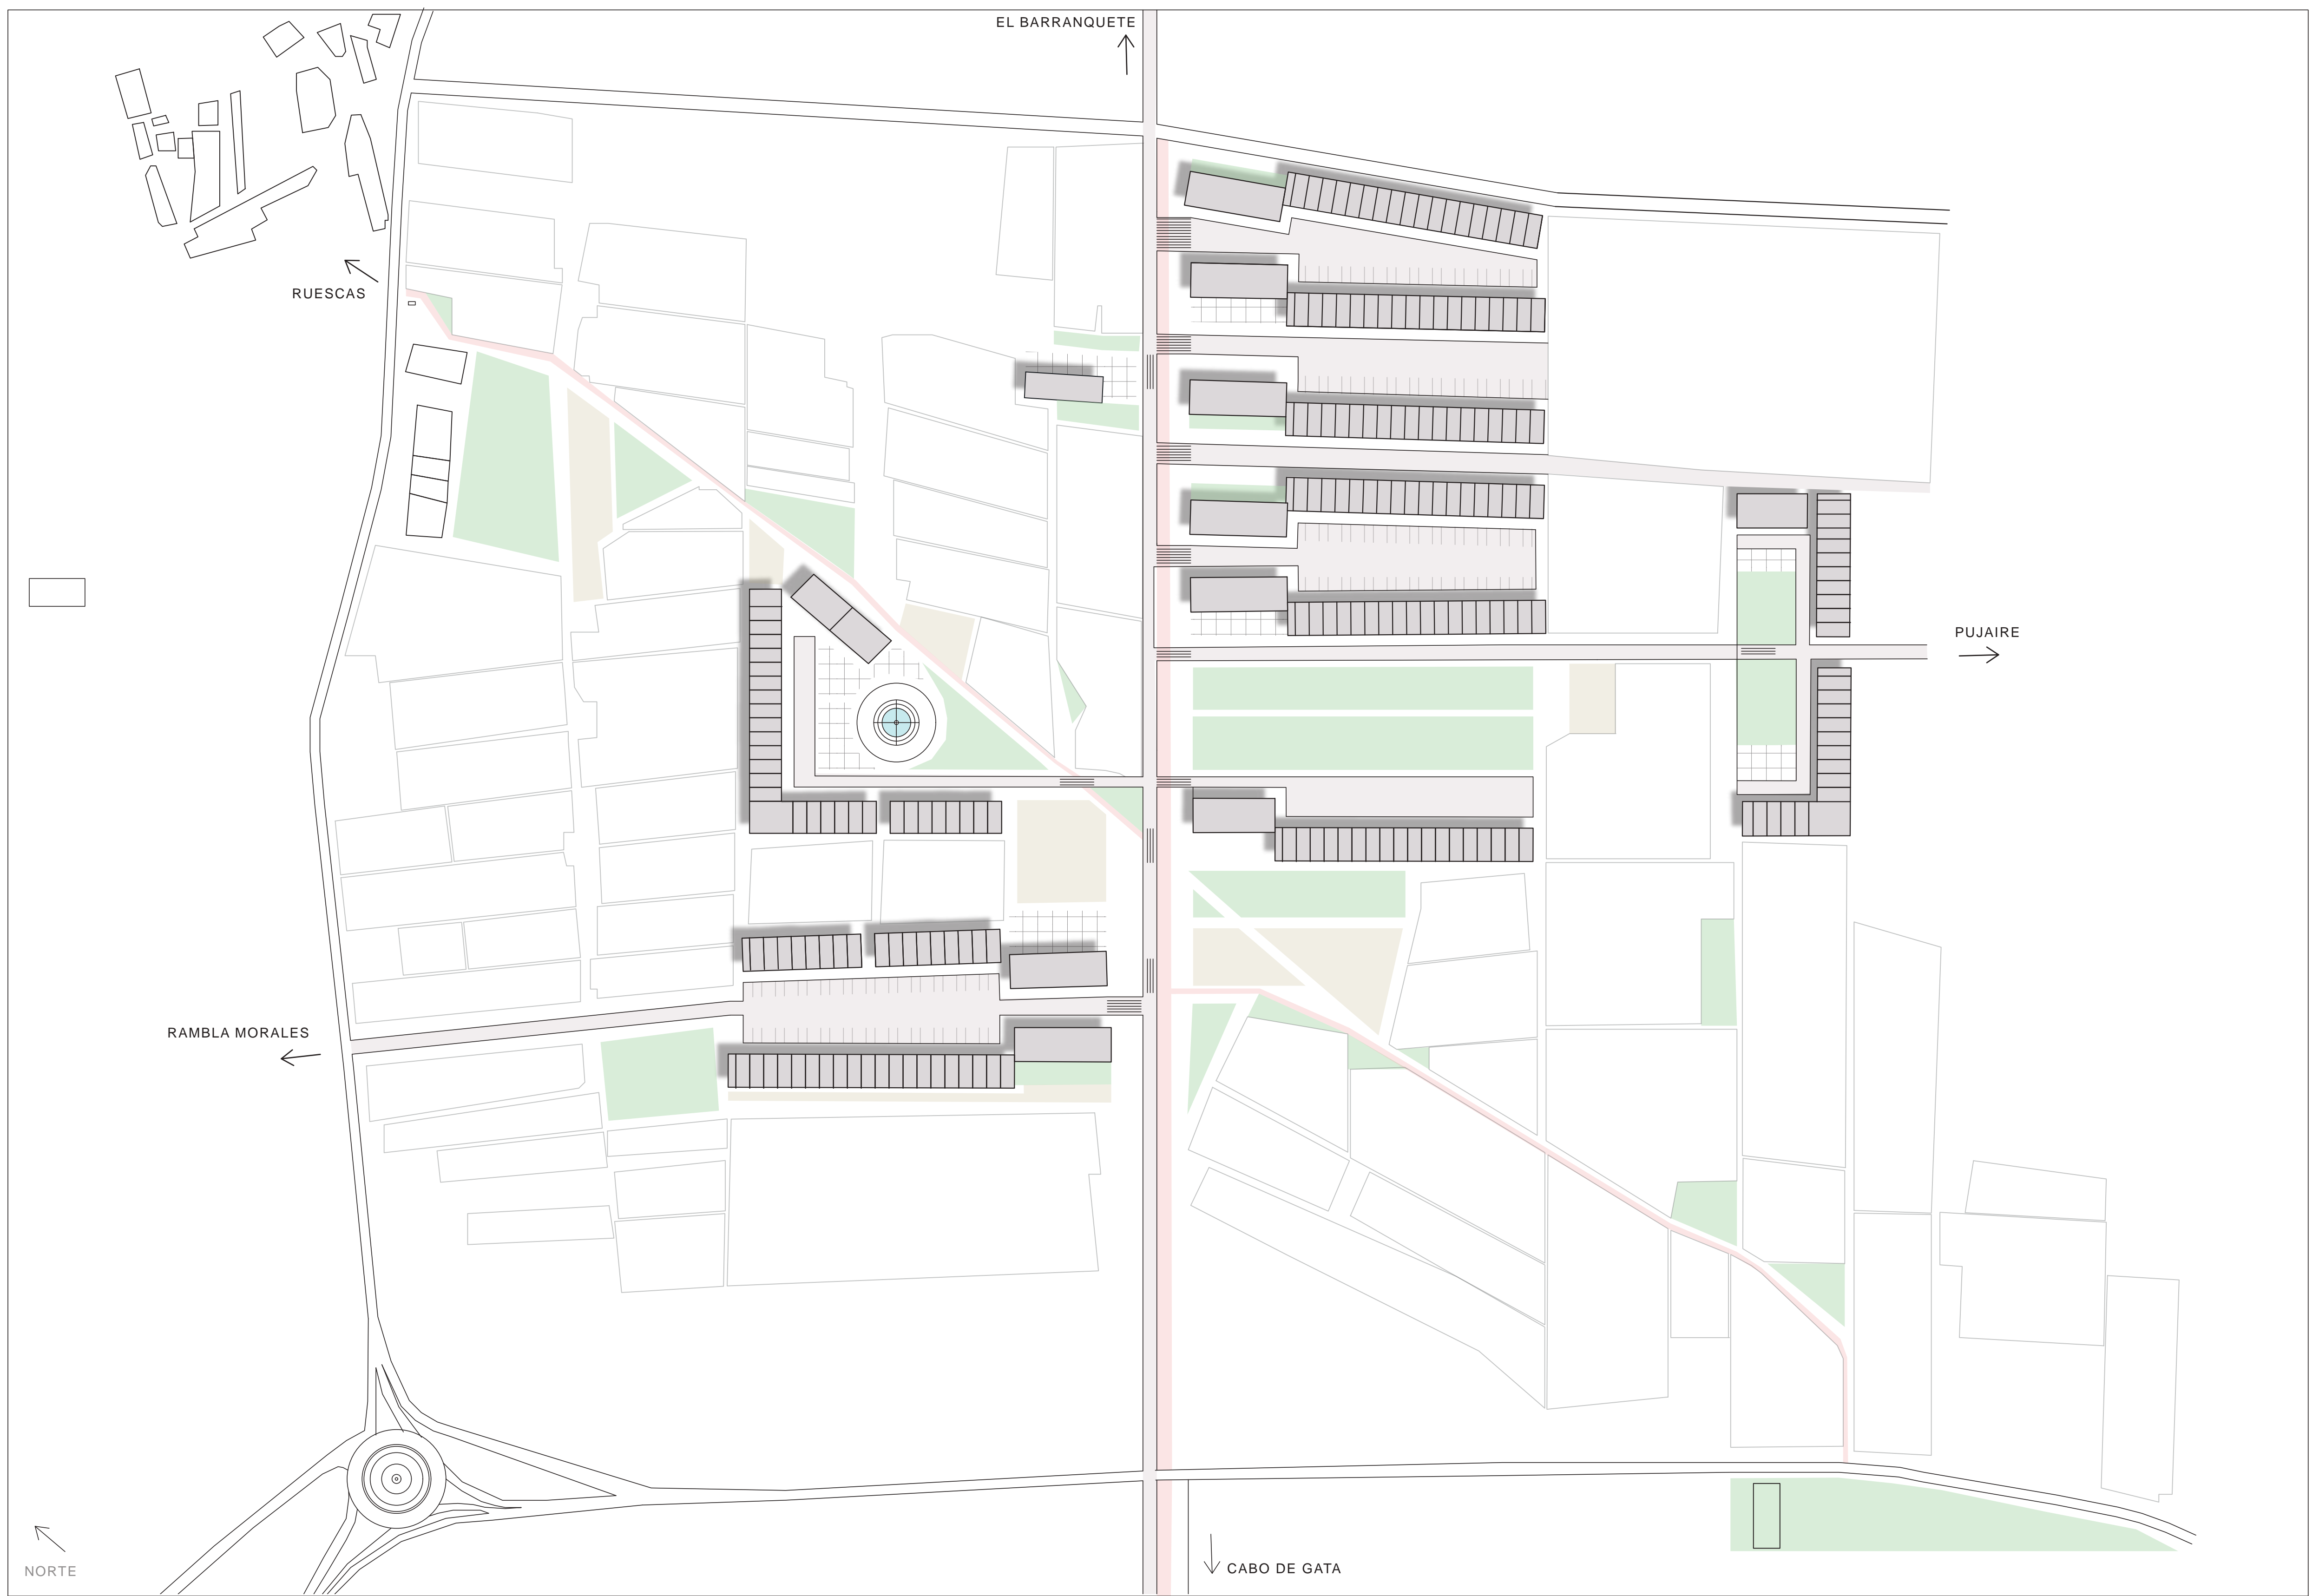 EL BARRANQUETE
RUESCAS
PUJAIRE
RAMBLA MORALES
NORTE
CABO DE GATA